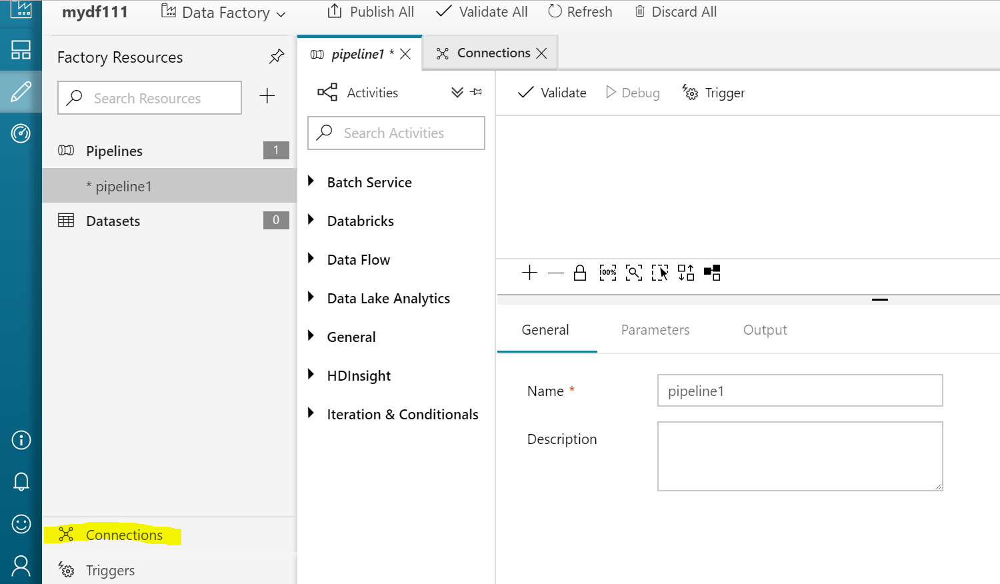 mydf111
Data Factory
Publish All
Validate All
Refresh
Discard All
Factory Resources
Search Resources
Pipelines
1
* pipeline1
Datasets
0
Connections
Triggers
pipeline1 *
Connections
Activities
Search Activities
Batch Service
Databricks
Data Flow
Data Lake Analytics
General
HDInsight
Iteration & Conditionals
Validate
Debug
Trigger
100%
General
Parameters
Output
Name *
pipeline1
Description